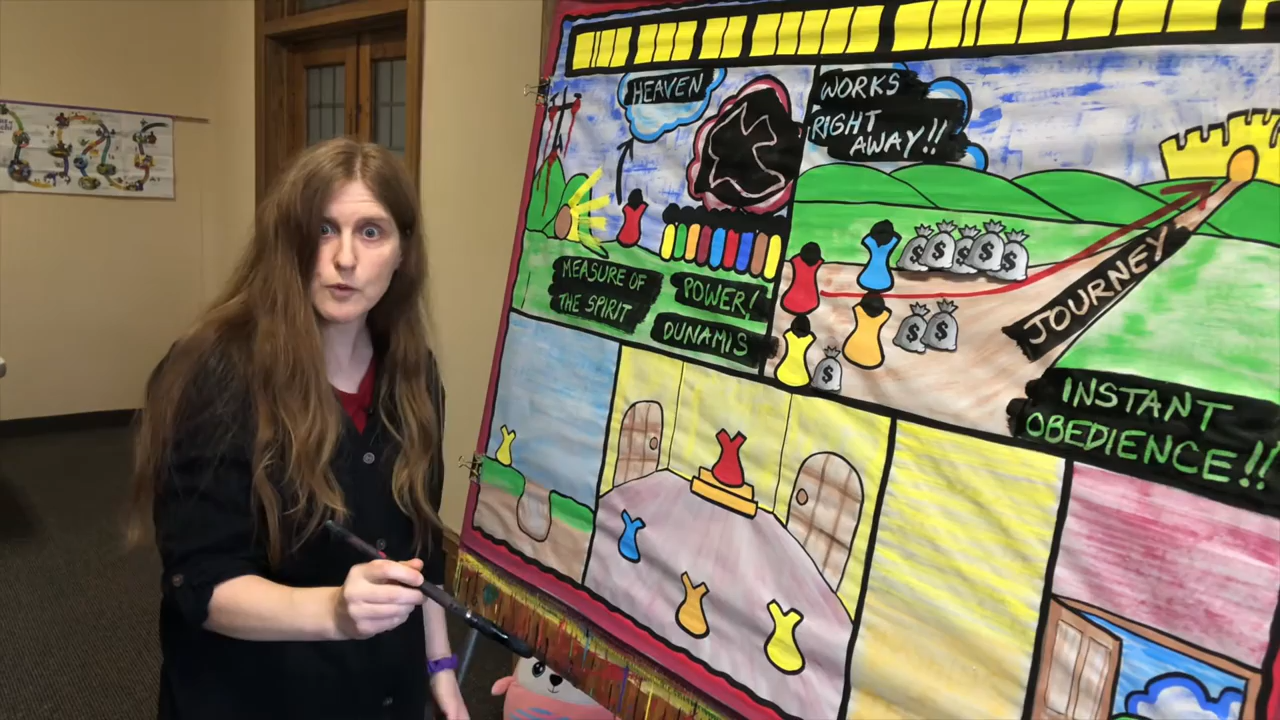 HEAVEN
WORKS
RIGHT
AWAY!!
MEASURE OF
THE SPIRIT
POWER!
DUNAMIS
JOURNEY
INSTANT
OBEDIENCE!!
$ $ $ $ $
$ $
$